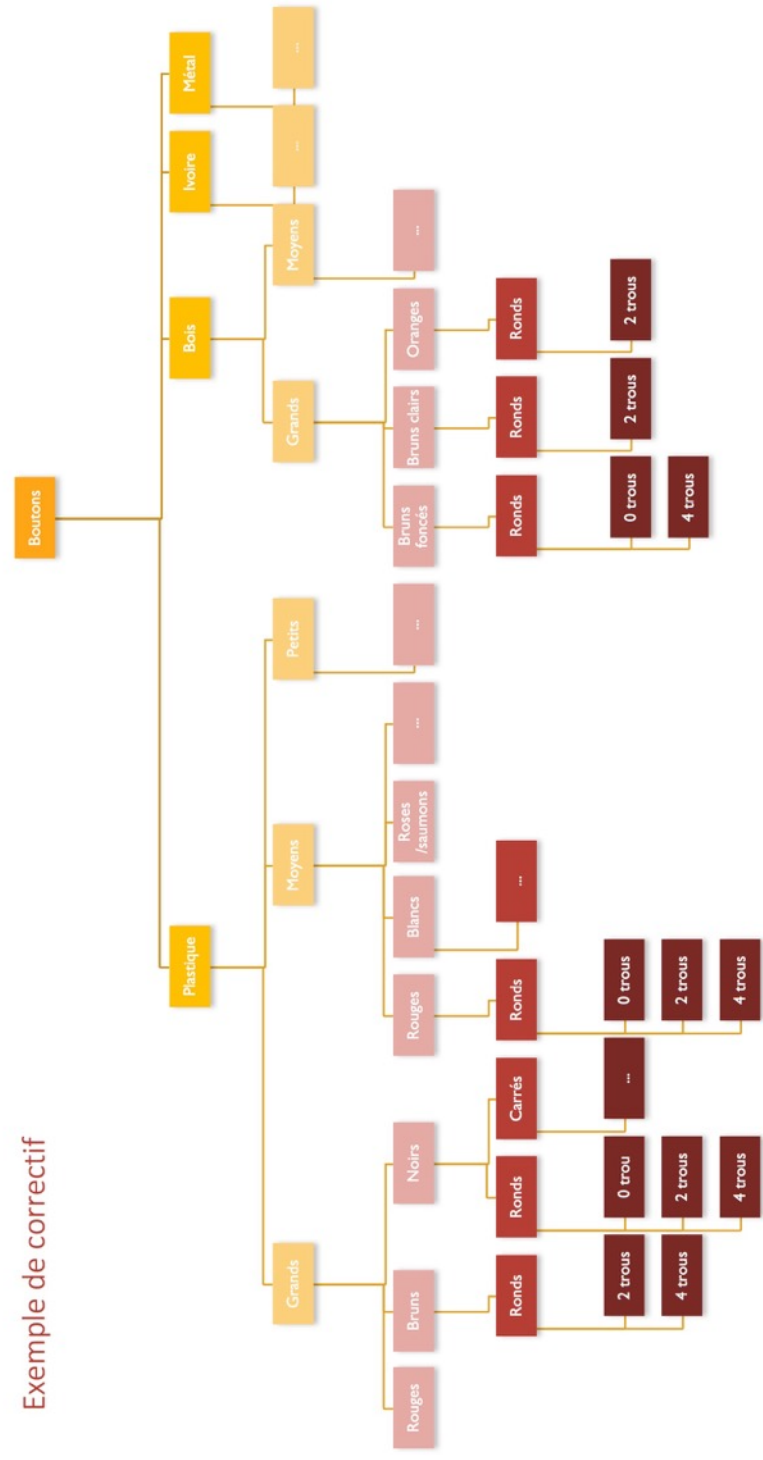 Exemple de correctif
Boutons
Plastique
Bois
Ivoire
Métal
Grands
Moyens
Petits
Grands
Moyens
...
...
Rouges
Bruns
Noirs
Rouges
Blancs
Roses
/saumons
...
...
Bruns
foncés
Bruns clairs
Oranges
...
Ronds
Ronds
Carrés
Ronds
...
Ronds
Ronds
Ronds
2 trous
0 trou
...
0 trous
0 trous
2 trous
2 trous
4 trous
2 trous
2 trous
4 trous
4 trous
4 trous